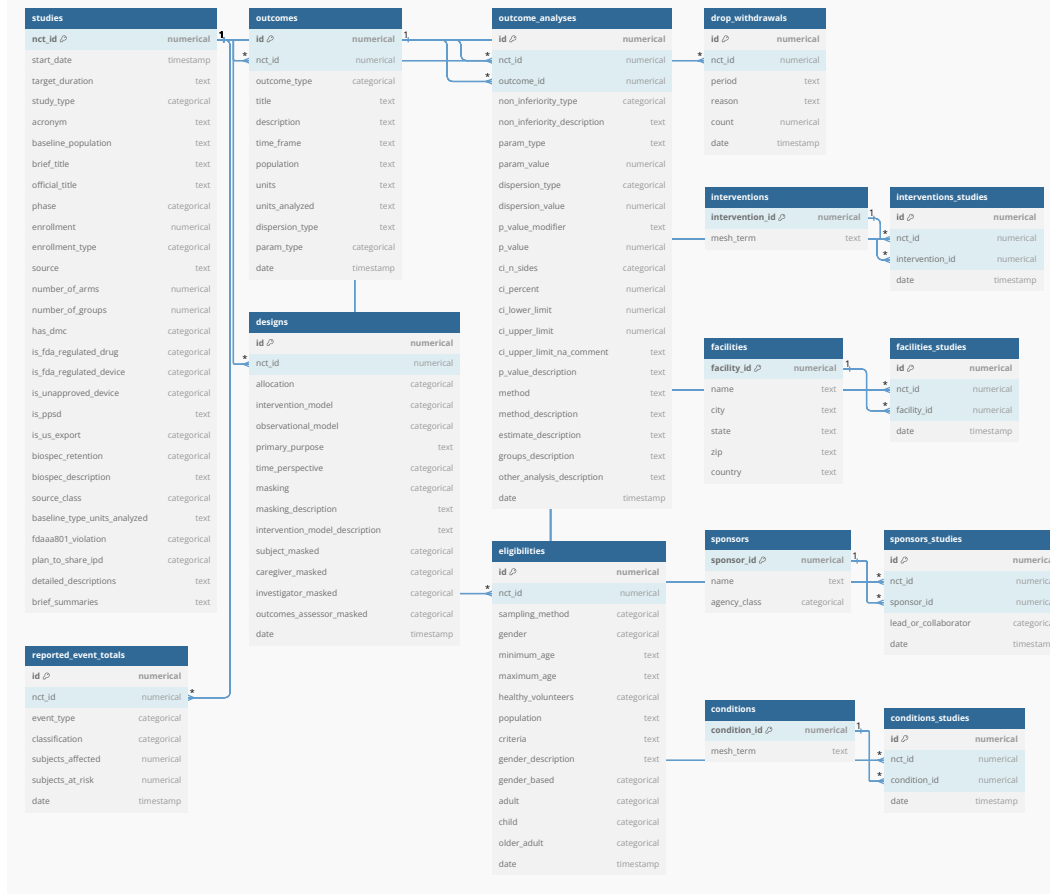 studies
nct_id numerical
start_date timestamp
target_duration text
study_type categorical
acronym text
baseline_population text
brief_title text
official_title text
phase categorical
enrollment numerical
enrollment_type categorical
source text
number_of_arms numerical
number_of_groups numerical
has_dmc categorical
is_fda_regulated_drug categorical
is_fda_regulated_device categorical
is_unapproved_device categorical
is_ppsd text
is_us_export categorical
biospec_retention categorical
biospec_description text
source_class categorical
baseline_type_units_analyzed text
fdaaa801_violation categorical
plan_to_share_ipd categorical
detailed_descriptions text
brief_summaries text
1
*
*
reported_event_totals
id numerical
nct_id numerical *
event_type categorical
classification categorical
subjects_affected numerical
subjects_at_risk numerical
date timestamp
outcomes
id numerical 1
nct_id numerical
outcome_type categorical
title text
description text
time_frame text
population text
units text
units_analyzed text
dispersion_type text
param_type categorical
date timestamp
designs
id numerical
nct_id numerical
allocation categorical
intervention_model categorical
observational_model categorical
primary_purpose text
time_perspective categorical
masking categorical
masking_description text
intervention_model_description text
subject_masked categorical
caregiver_masked categorical
investigator_masked categorical
outcomes_assessor_masked categorical
date timestamp
outcome_analyses
id numerical
* nct_id numerical
* outcome_id numerical
non_inferiority_type categorical
non_inferiority_description text
param_type text
param_value numerical
dispersion_type categorical
dispersion_value numerical
p_value_modifier text
p_value numerical
ci_n_sides categorical
ci_percent numerical
ci_lower_limit numerical
ci_upper_limit numerical
ci_upper_limit_na_comment text
p_value_description text
method text
method_description text
estimate_description text
groups_description text
other_analysis_description text
date timestamp
eligibilities
id numerical
* nct_id numerical
sampling_method categorical
gender categorical
minimum_age text
maximum_age text
healthy_volunteers categorical
population text
criteria text
gender_description text
gender_based categorical
adult categorical
child categorical
older_adult categorical
date timestamp
drop_withdrawals
id numerical
* nct_id numerical
period text
reason text
count numerical
date timestamp
interventions
intervention_id numerical 1
mesh_term text
interventions_studies
id numerical
* nct_id numerical
* intervention_id numerical
date timestamp
facilities
facility_id numerical 1
name text
city text
state text
zip text
country text
facilities_studies
id numerical
* nct_id numerical
* facility_id numerical
date timestamp
sponsors
sponsor_id numerical 1
name text
agency_class categorical
sponsors_studies
id numerica
* nct_id numerica
* sponsor_id numerica
lead_or_collaborator categorica
date timestam
conditions
condition_id numerical 1
mesh_term text
conditions_studies
id numerical
* nct_id numerical
* condition_id numerical
date timestamp